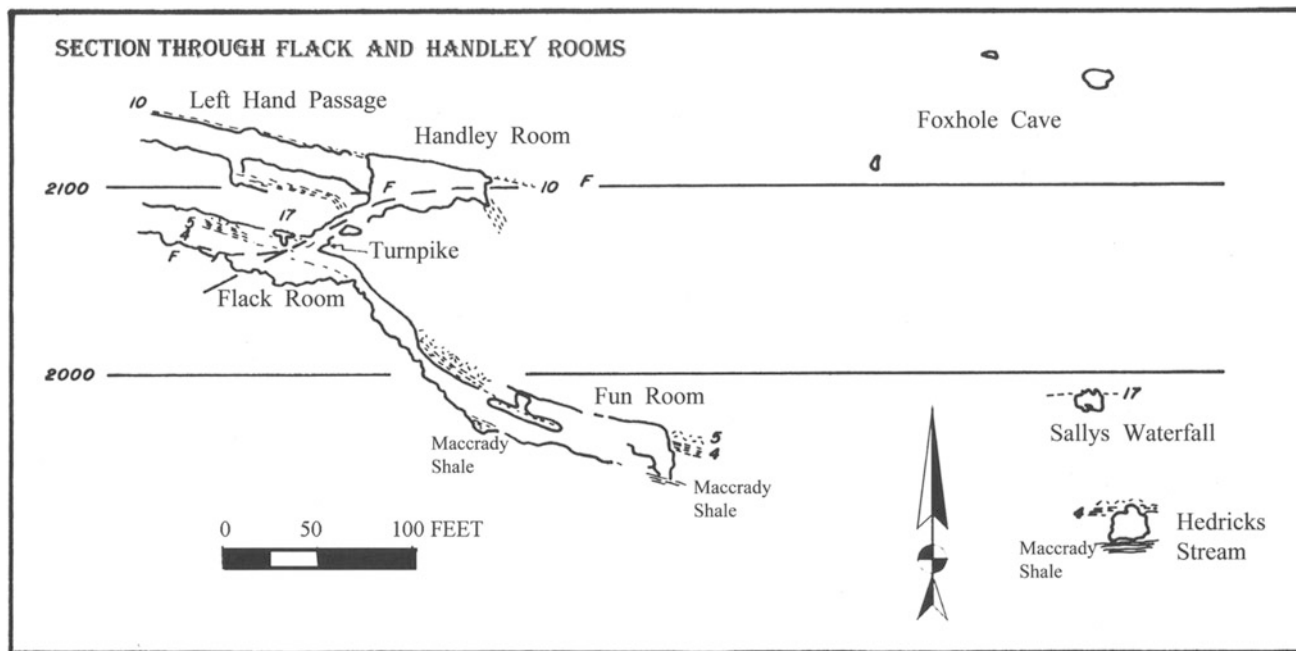 SECTION THROUGH FLACK AND HANDLEY ROOMS
10
Left Hand Passage
Handley Room
Foxhole Cave
2100
F
10
F
17
5
4
F
Turnpike
Flack Room
2000
Fun Room
17
Sallys Waterfall
5
4
Maccrady
Shale
Maccrady
Shale
4
Hedricks
Stream
Maccrady
Shale
0 50 100 FEET